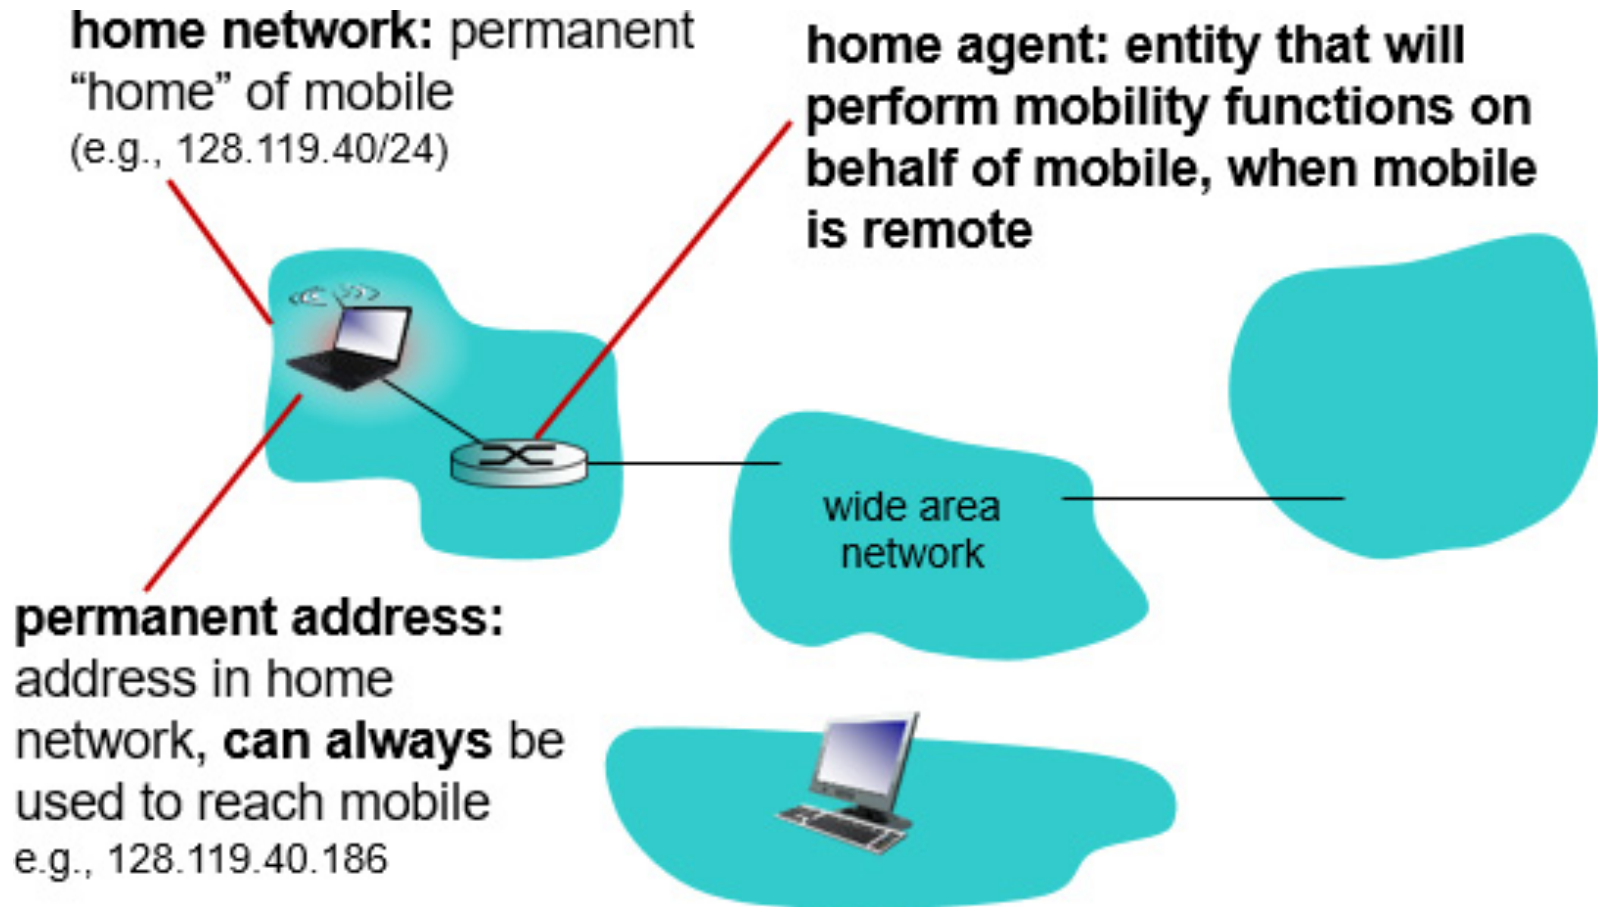 home network: permanent
“home” of mobile
(e.g., 128.119.40/24)
home agent: entity that will
perform mobility functions on
behalf of mobile, when mobile
is remote
wide area
network
permanent address:
address in home
network, can always be
used to reach mobile
e.g., 128.119.40.186